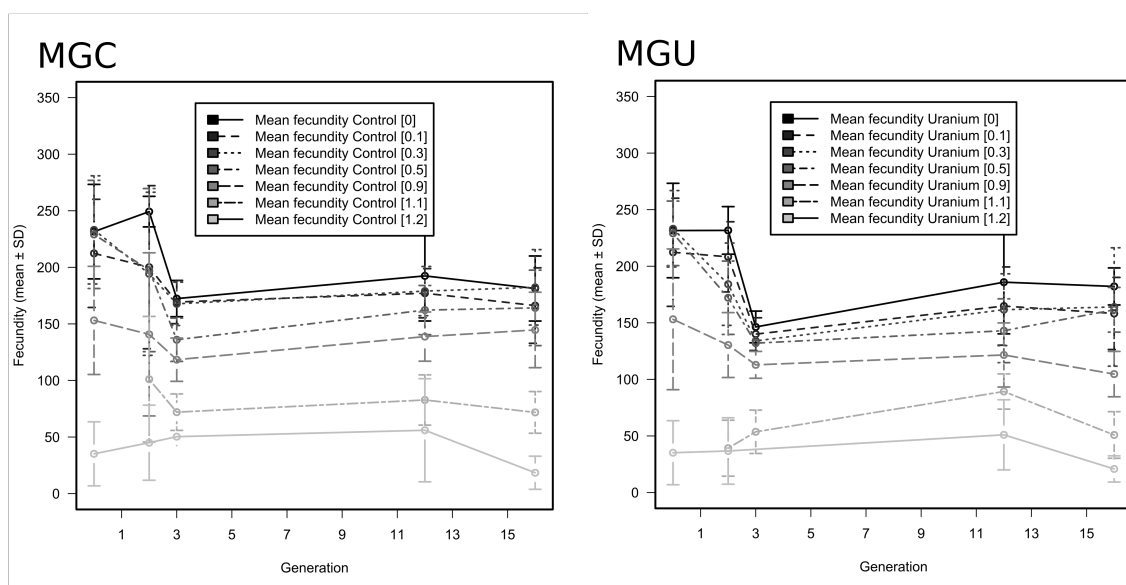 MGC
350
300
250
200
150
100
50
0
Fecundity (mean ± SD)
Mean fecundity Control [0]
Mean fecundity Control [0.1]
Mean fecundity Control [0.3]
Mean fecundity Control [0.5]
Mean fecundity Control [0.9]
Mean fecundity Control [1.1]
Mean fecundity Control [1.2]
1 3 5 7 9 11 13 15
Generation
MGU
350
300
250
200
150
100
50
0
Fecundity (mean ± SD)
Mean fecundity Uranium [0]
Mean fecundity Uranium [0.1]
Mean fecundity Uranium [0.3]
Mean fecundity Uranium [0.5]
Mean fecundity Uranium [0.9]
Mean fecundity Uranium [1.1]
Mean fecundity Uranium [1.2]
1 3 5 7 9 11 13 15
Generation